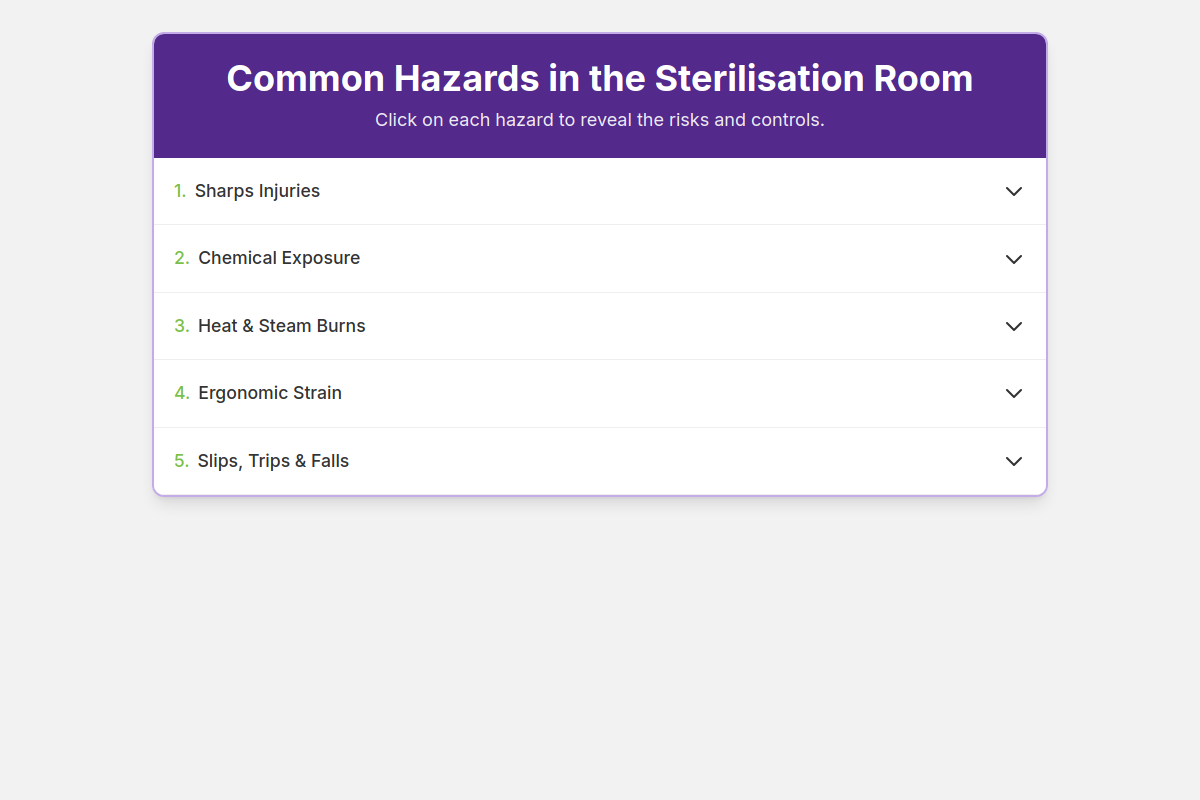 Common Hazards in the Sterilisation Room
Click on each hazard to reveal the risks and controls.
1. Sharps Injuries
2. Chemical Exposure
3. Heat & Steam Burns
4. Ergonomic Strain
5. Slips, Trips & Falls